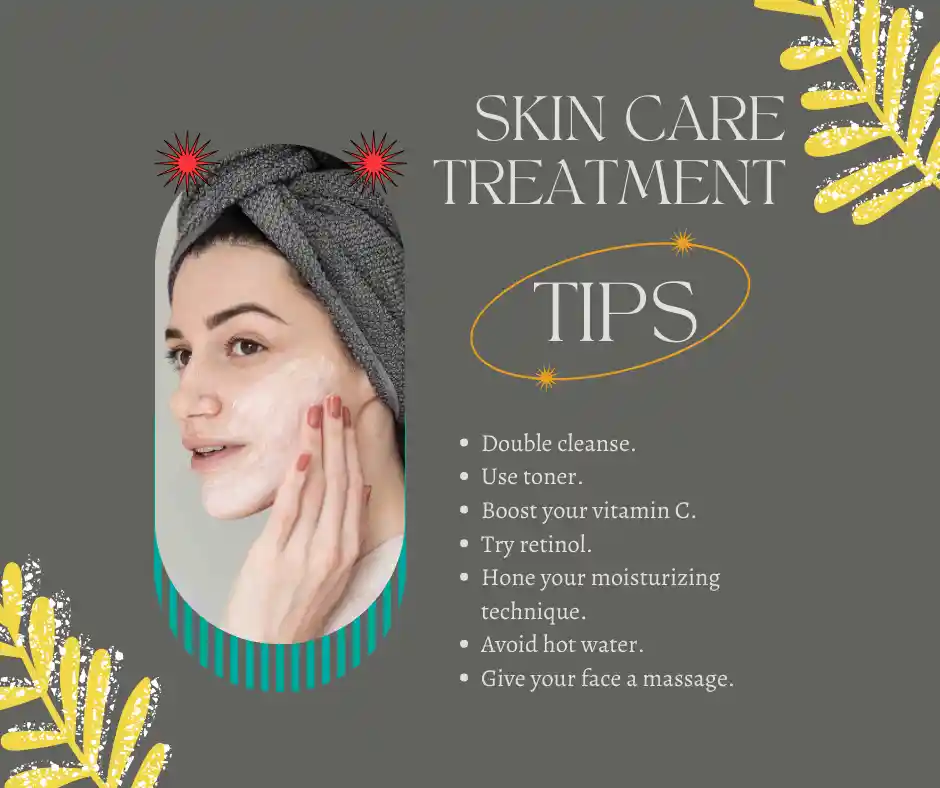 SKIN CARE
TREATMENT
TIPS
• Double cleanse.
• Use toner.
• Boost your vitamin C.
• Try retinol.
• Hone your moisturizing
technique.
• Avoid hot water.
• Give your face a massage.